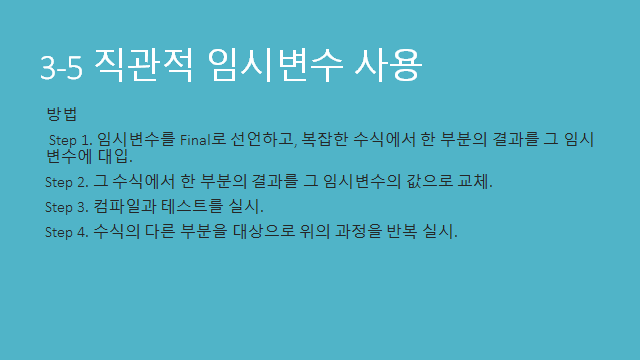 3-5 직관적 임시변수 사용
방법
Step 1. 임시변수를 Final로 선언하고, 복잡한 수식에서 한 부분의 결과를 그 임시
변수에 대입.
Step 2. 그 수식에서 한 부분의 결과를 그 임시변수의 값으로 교체.
Step 3. 컴파일과 테스트를 실시.
Step 4. 수식의 다른 부분을 대상으로 위의 과정을 반복 실시.